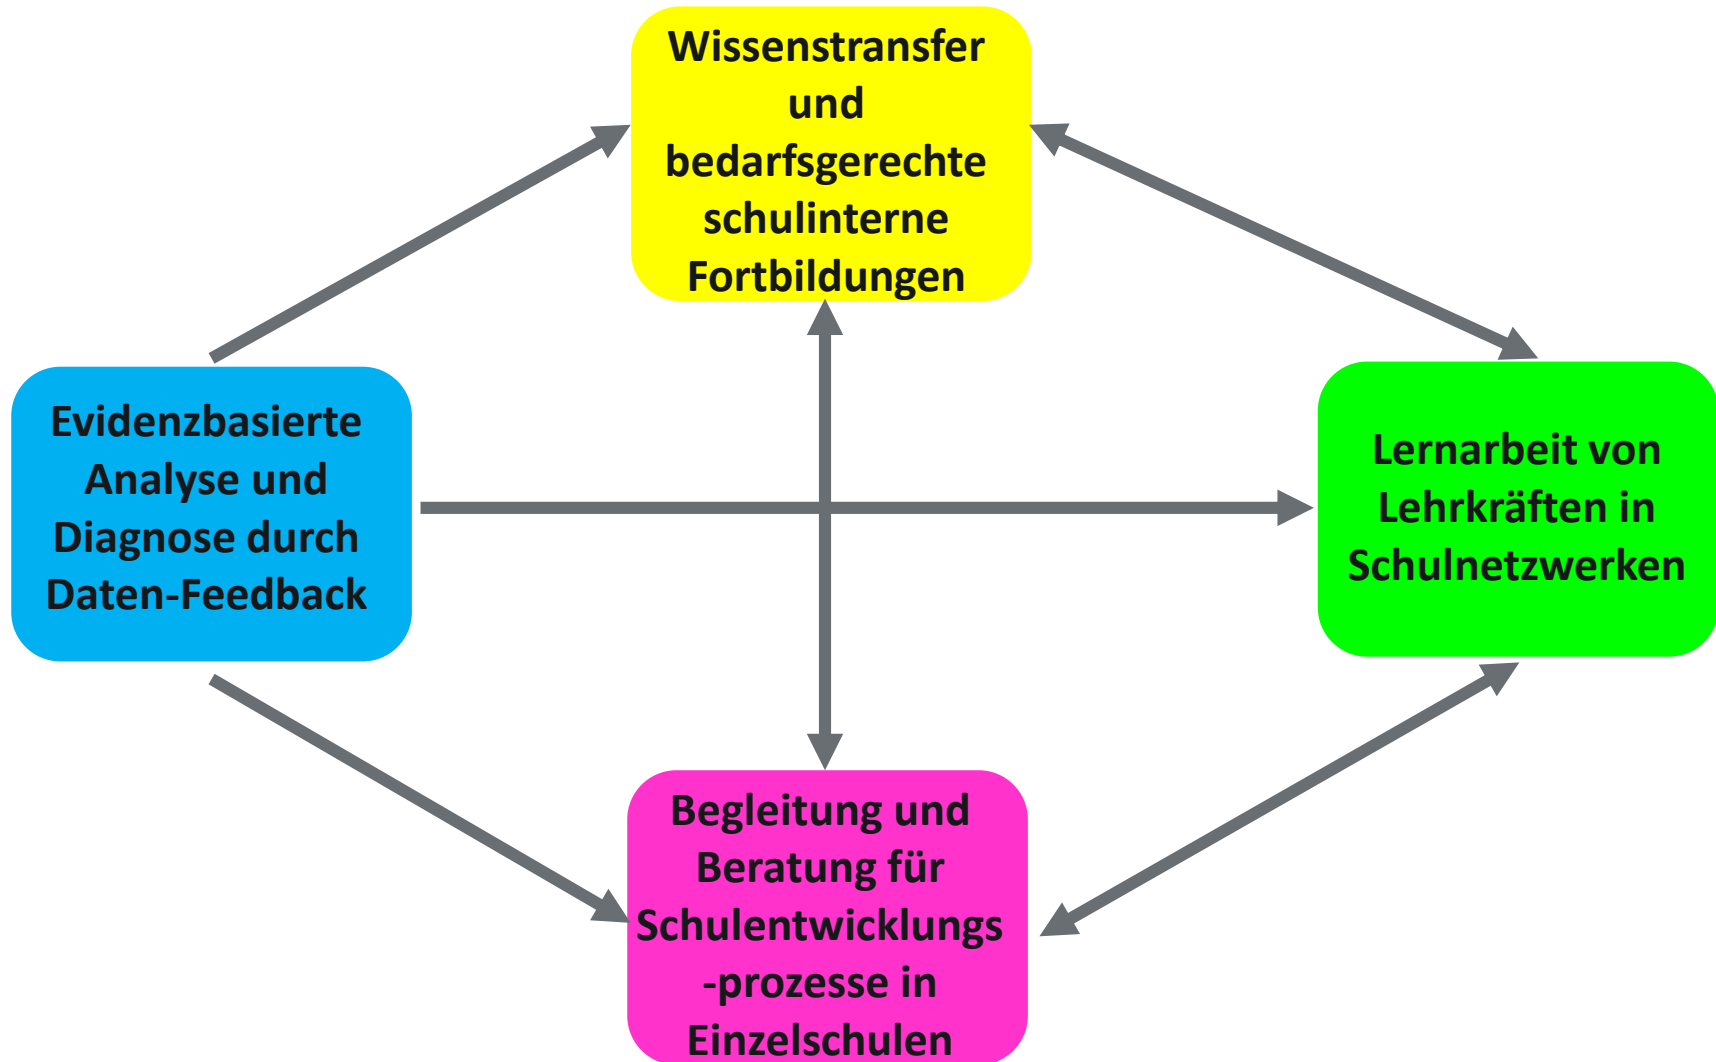 Wissenstransfer
und
bedarfsgerechte
schulinterne
Fortbildungen
Evidenzbasierte
Analyse und
Diagnose durch
Daten-Feedback
Lernarbeit von
Lehrkräften in
Schulnetzwerken
Begleitung und
Beratung für
Schulentwicklungs
-prozesse in
Einzelschulen